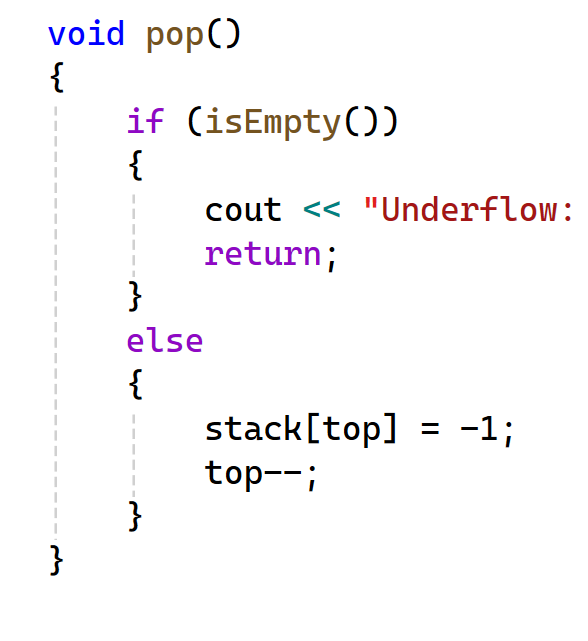 void pop()
{
if (isEmpty())
{
cout << "Underflow:
return;
}
else
{
stack[top] = -1;
top--;
}
}